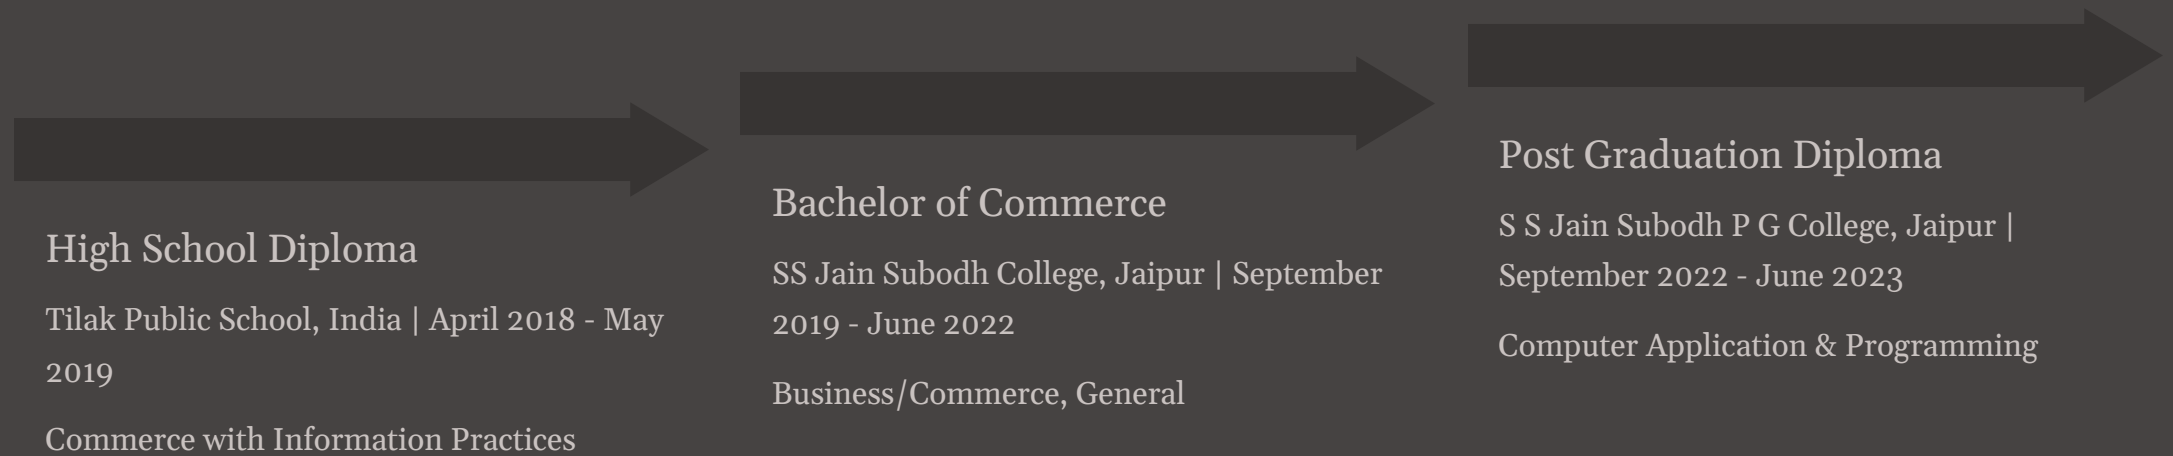 High School Diploma
Tilak Public School, India | April 2018 - May
2019
Commerce with Information Practices
Bachelor of Commerce
SS Jain Subodh College, Jaipur | September
2019 - June 2022
Business/Commerce, General
Post Graduation Diploma
S S Jain Subodh P G College, Jaipur |
September 2022 - June 2023
Computer Application & Programming